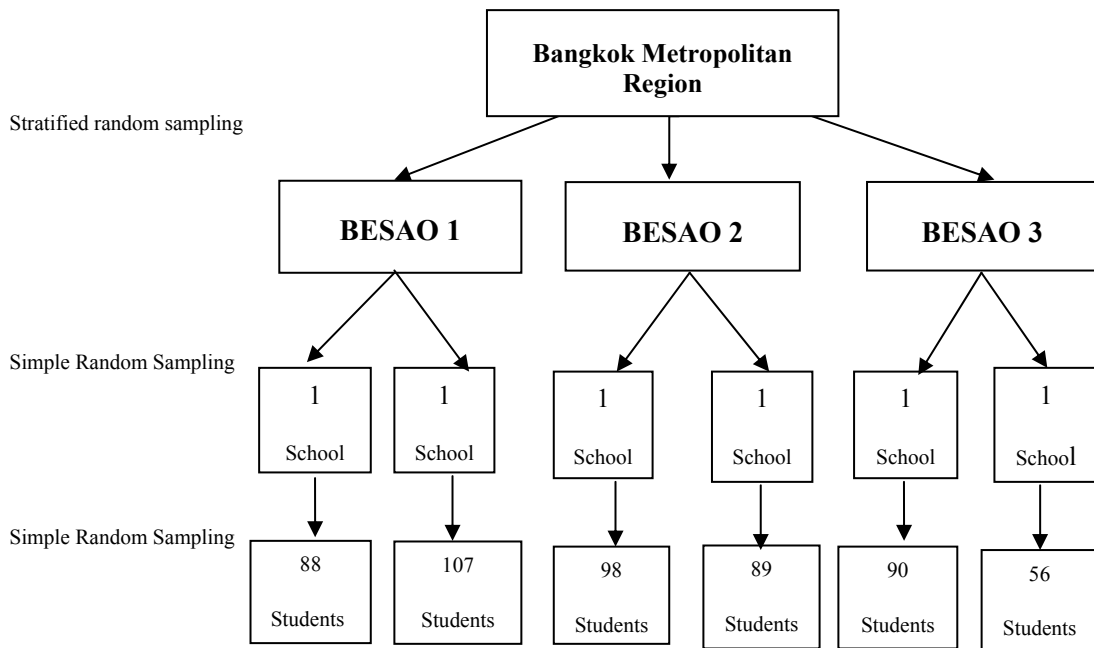 Bangkok Metropolitan
Region
Stratified random sampling
BESAO 1
BESAO 2
BESAO 3
Simple Random Sampling
1
School
1
School
1
School
1
School
1
School
1
School
Simple Random Sampling
88
Students
107
Students
98
Students
89
Students
90
Students
56
Students